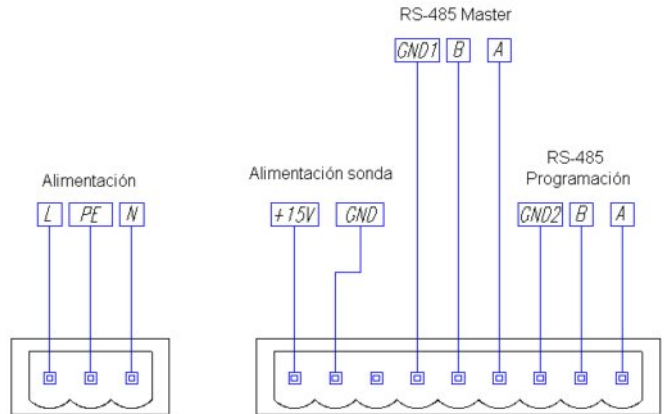 RS-485 Master
GND1 B A
Alimentación
Alimentación sonda
RS-485
Programación
L PE N
+15V GND
GND2 B A